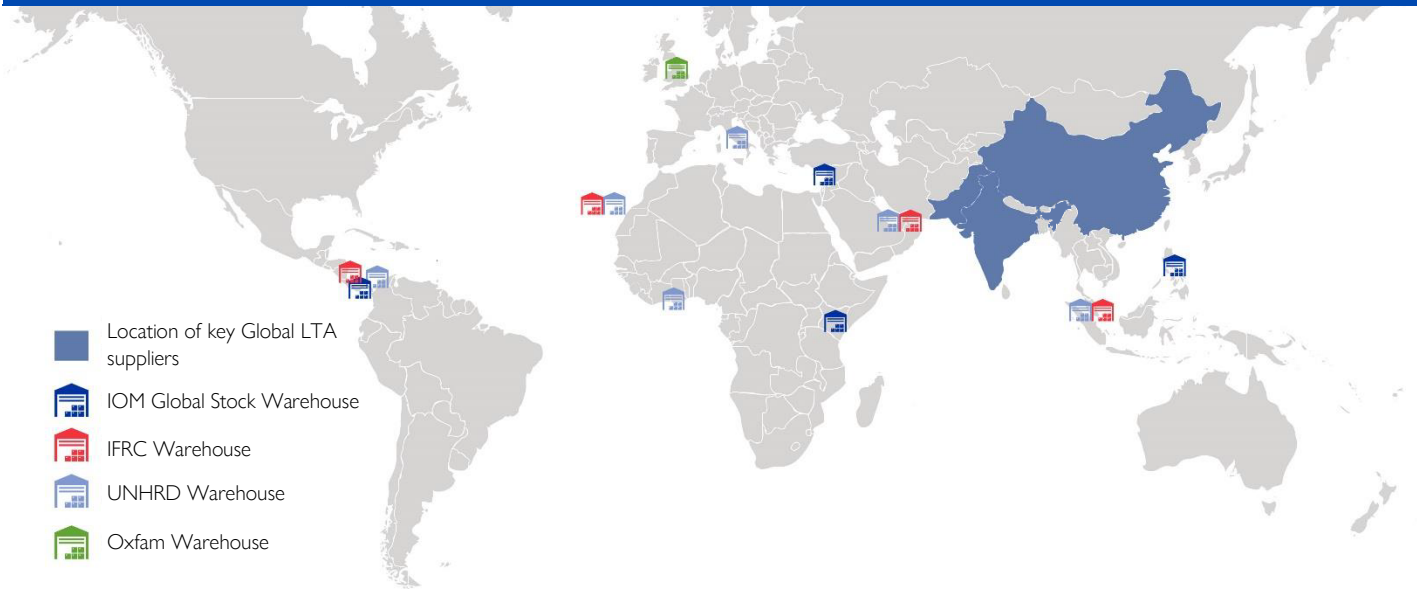 Location of key Global LTA
suppliers
IOM Global Stock Warehouse
IFRC Warehouse
UNHRD Warehouse
Oxfam Warehouse